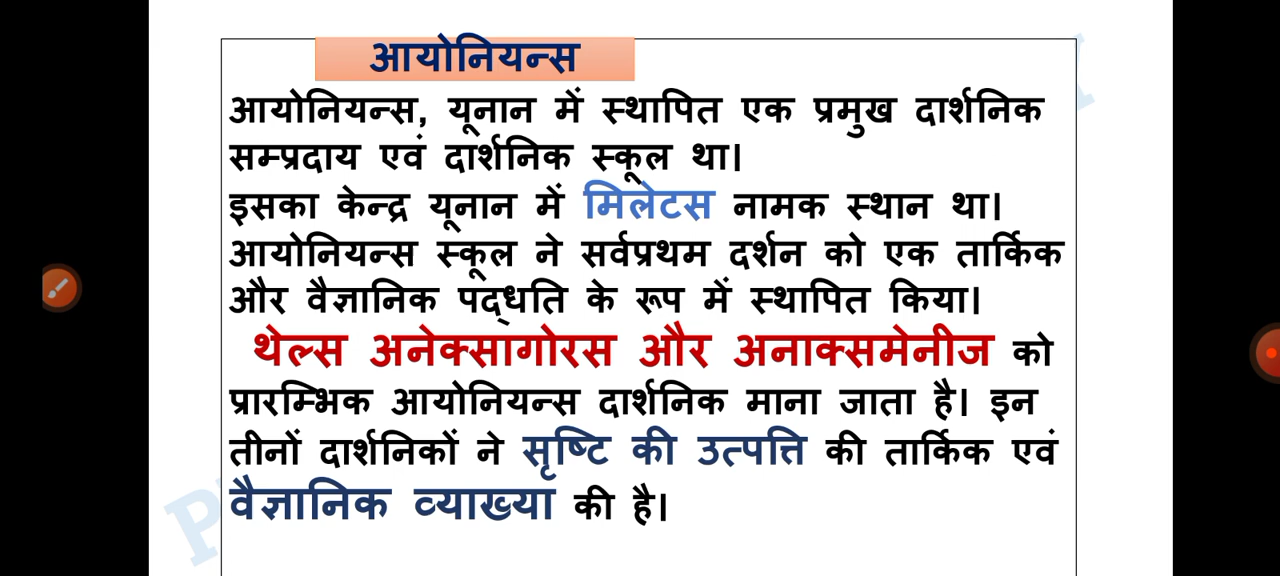 आयोनियन्स
आयोनियन्स, यूनान में स्थापित एक प्रमुख दार्शनिक
सम्प्रदाय एवं दार्शनिक स्कूल था।
इसका केन्द्र यूनान में मिलेटस नामक स्थान था।
आयोनियन्स स्कूल ने सर्वप्रथम दर्शन को एक तार्किक
और वैज्ञानिक पद्धति के रूप में स्थापित किया।
थेल्स अनेक्सागोरस और अनाक्समेनीज को
प्रारम्भिक आयोनियन्स दार्शनिक माना जाता है। इन
तीनों दार्शनिकों ने सृष्टि की उत्पत्ति की तार्किक एवं
वैज्ञानिक व्याख्या की है।